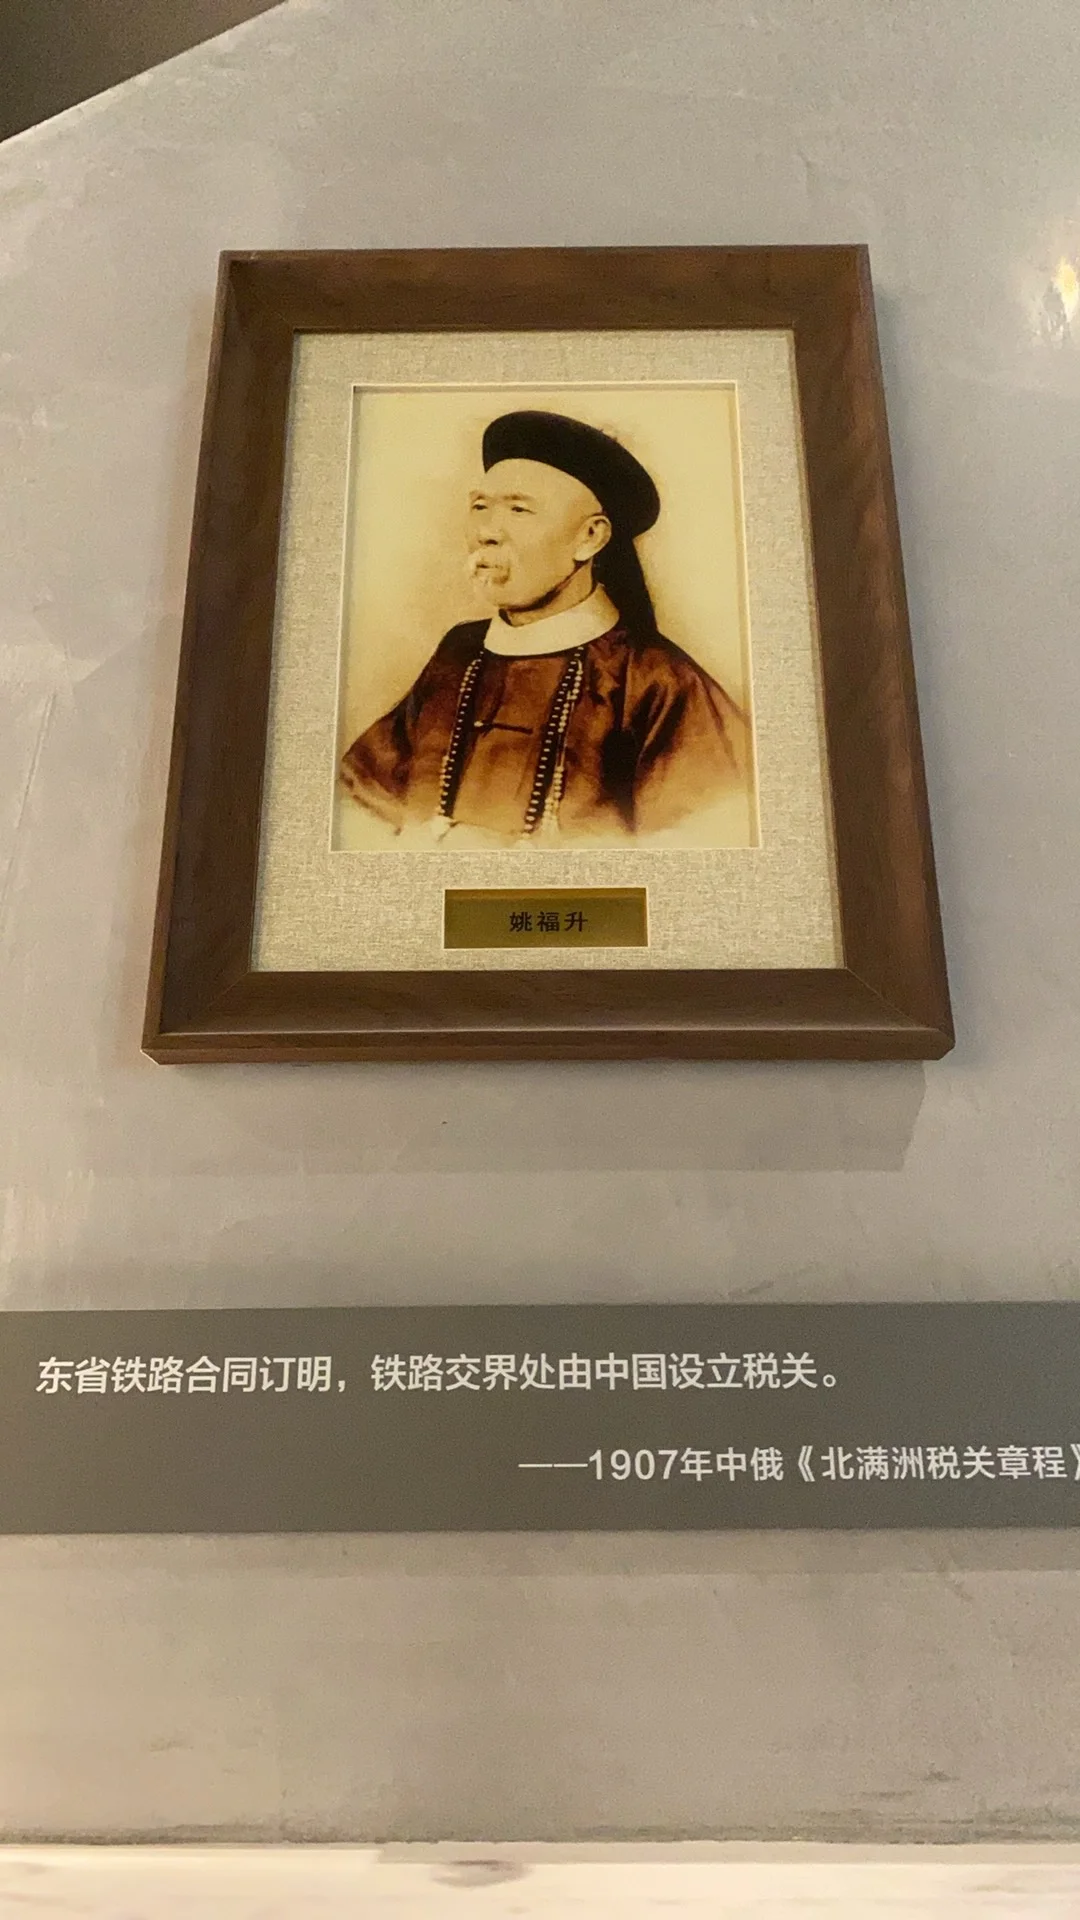 姚福升
东省铁路合同订明，铁路交界处由中国设立税关。
——1907年中俄《北满洲税关章程》